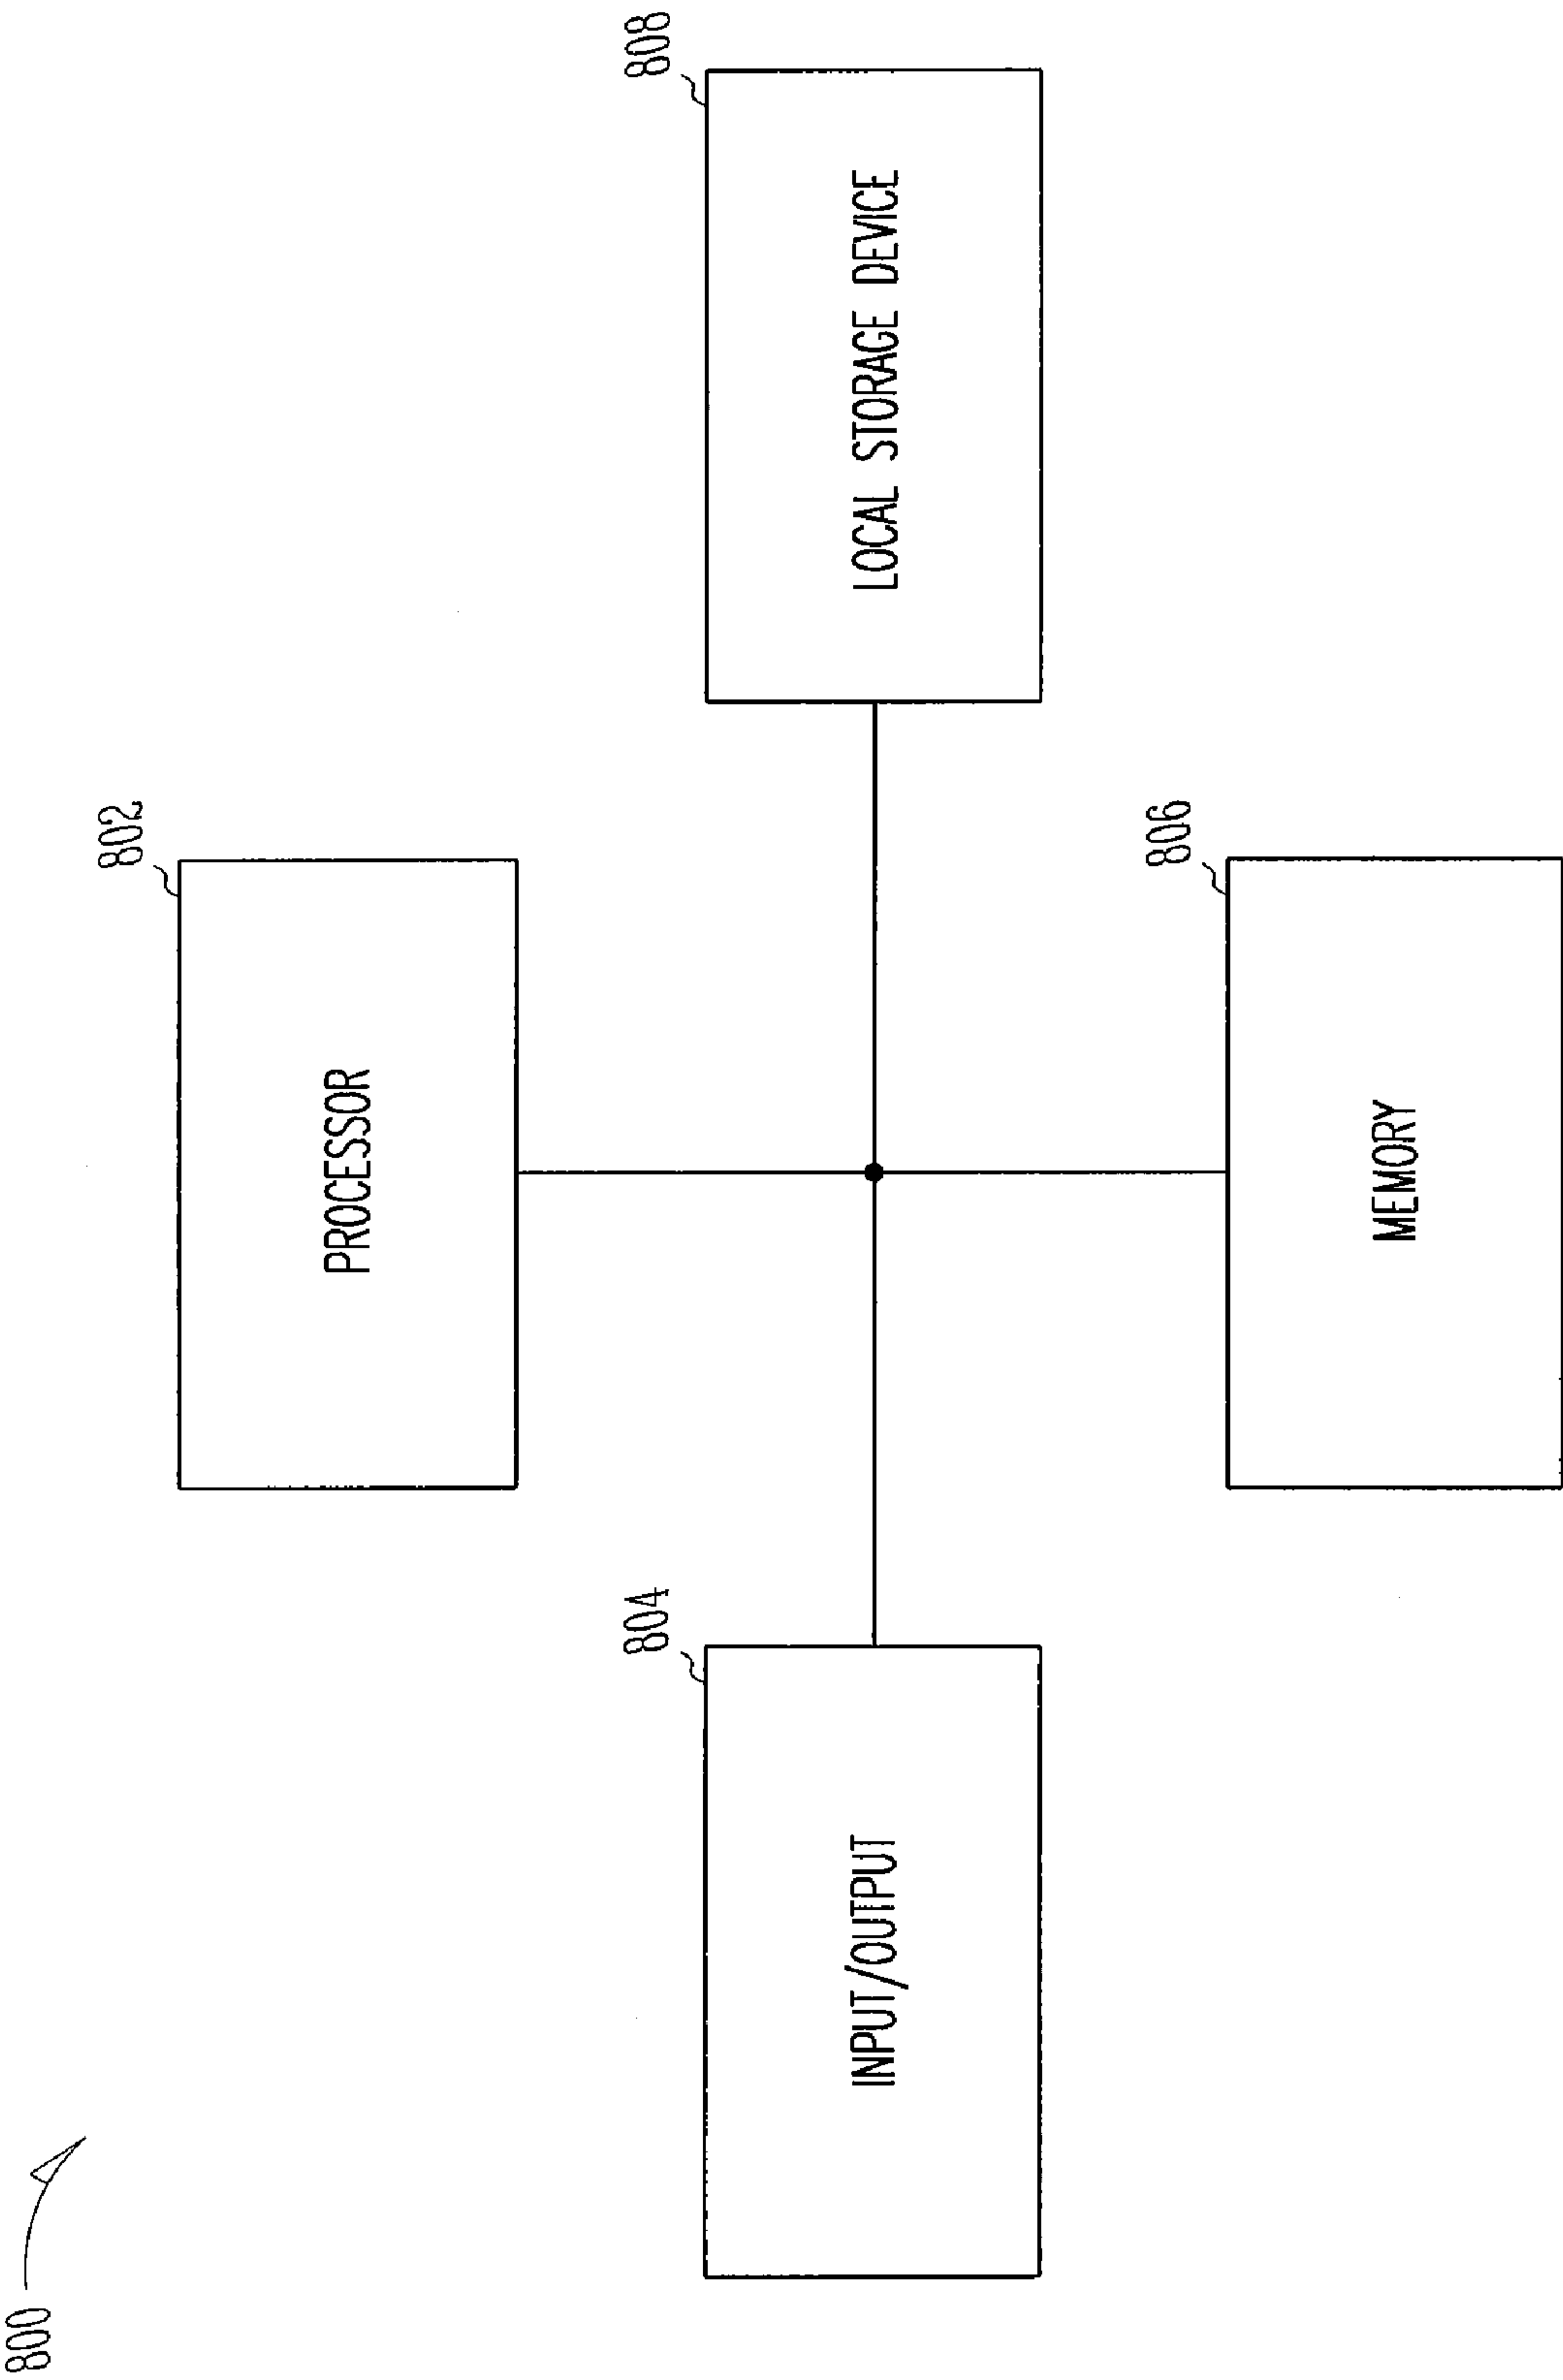 800
802
PROCESSOR
804
INPUT/OUTPUT
808
LOCAL STORAGE DEVICE
806
MEMORY